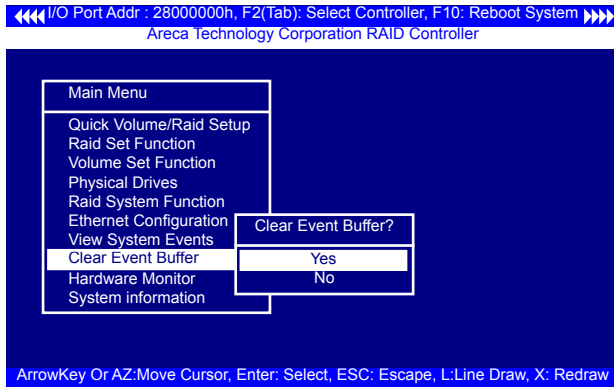 I/O Port Addr : 28000000h, F2(Tab): Select Controller, F10: Reboot System
Areca Technology Corporation RAID Controller
Main Menu
Quick Volume/Raid Setup
Raid Set Function
Volume Set Function
Physical Drives
Raid System Function
Ethernet Configuration
View System Events
Clear Event Buffer
Hardware Monitor
System information
Clear Event Buffer?
Yes
No
ArrowKey Or AZ:Move Cursor, Enter: Select, ESC: Escape, L:Line Draw, X: Redraw